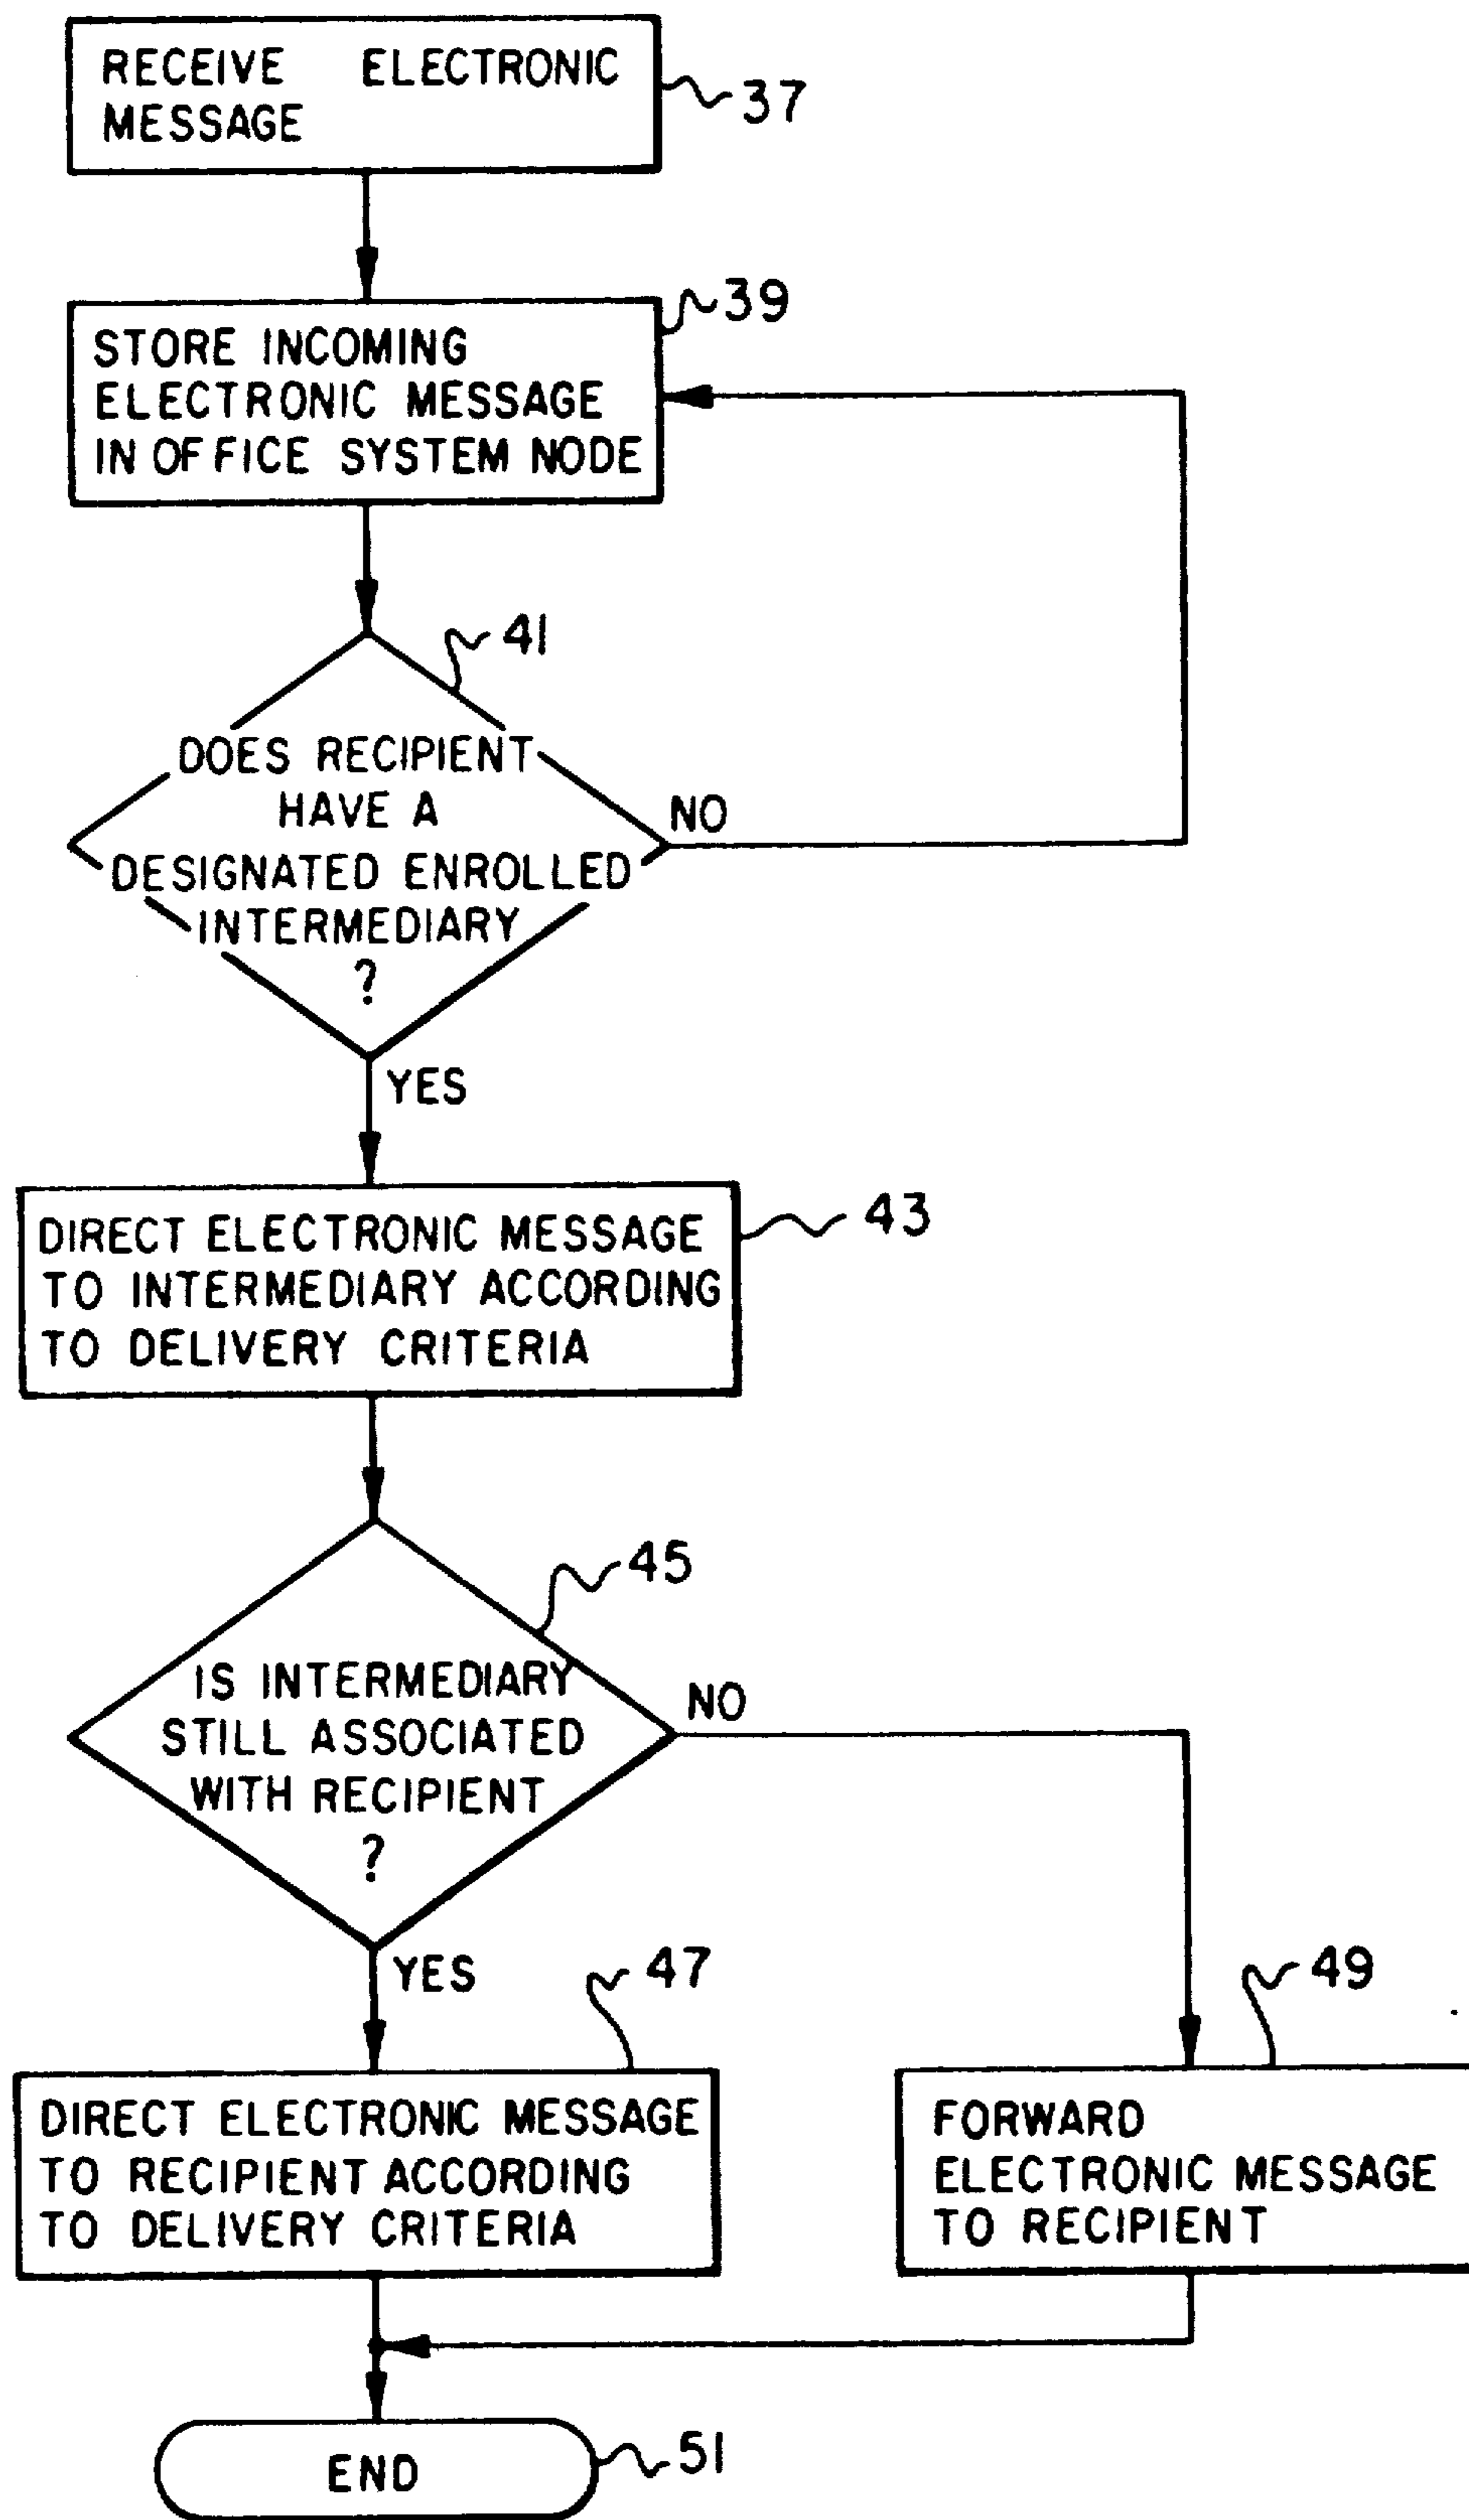 RECEIVE ELECTRONIC
MESSAGE
37
39
STORE INCOMING
ELECTRONIC MESSAGE
IN OFFICE SYSTEM NODE
41
DOES RECIPIENT
HAVE A
DESIGNATED ENROLLED
INTERMEDIARY
?
NO
YES
43
DIRECT ELECTRONIC MESSAGE
TO INTERMEDIARY ACCORDING
TO DELIVERY CRITERIA
45
IS INTERMEDIARY
STILL ASSOCIATED
WITH RECIPIENT
?
NO
YES
47
49
DIRECT ELECTRONIC MESSAGE
TO RECIPIENT ACCORDING
TO DELIVERY CRITERIA
FORWARD
ELECTRONIC MESSAGE
TO RECIPIENT
END
51